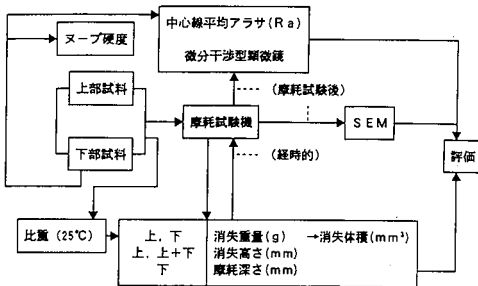 中心線平均アラサ(Ra)
微分干渉型顕微鏡
ヌープ硬度
上部試料
下部試料
摩耗試験機
(摩耗試験後)
SEM
(経時的)
評価
比重(25℃)
上, 下 消失重量(g) →消失体積(mm³)
上, 上+下 消失高さ(mm)
下 摩耗深さ(mm)